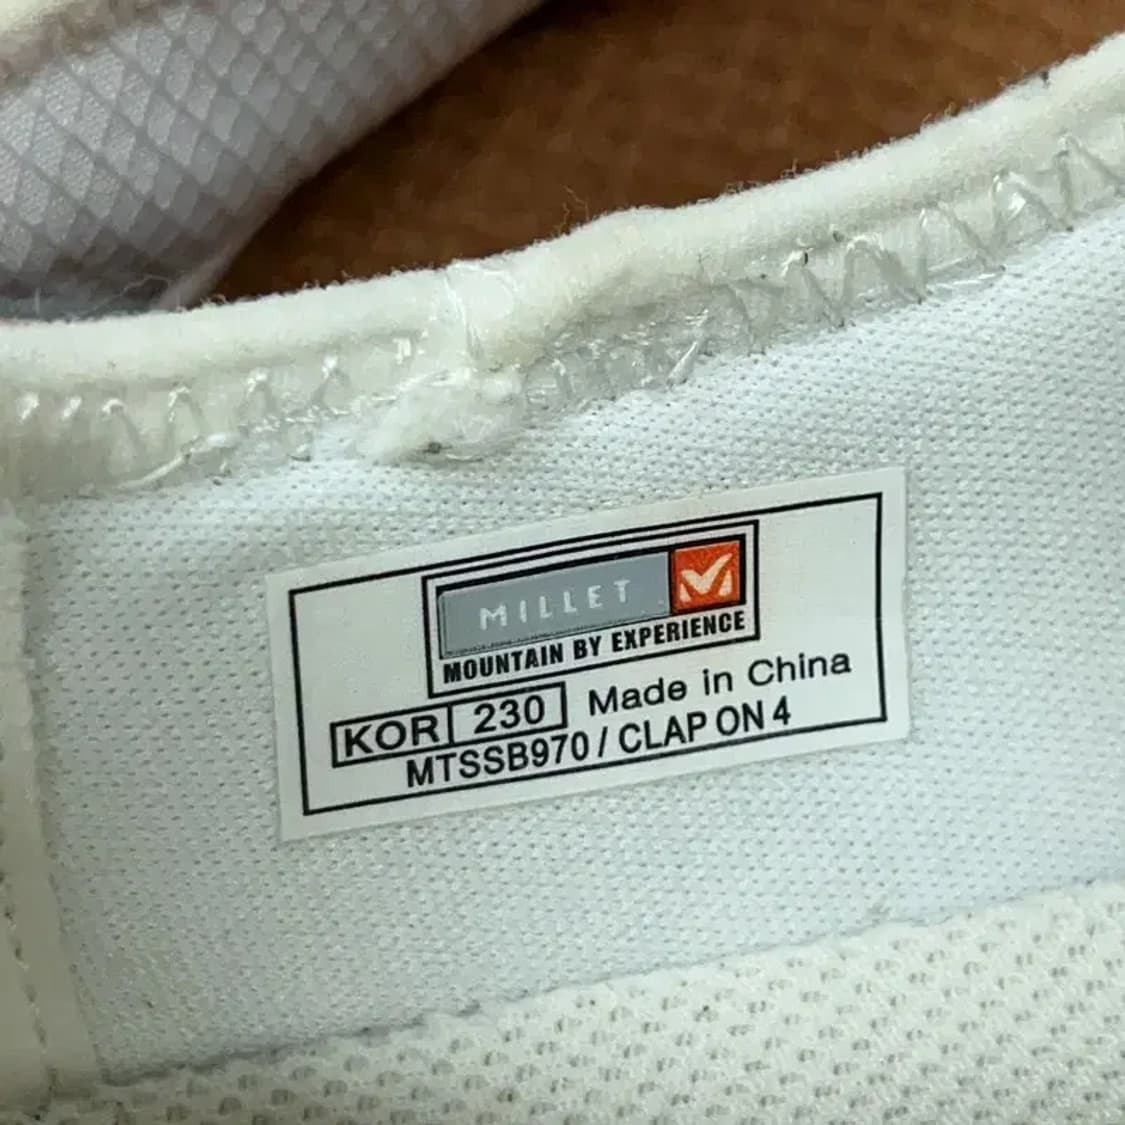 MILLET
MOUNTAIN BY EXPERIENCE
KOR 230 Made in China
MTSSB970 / CLAP ON 4